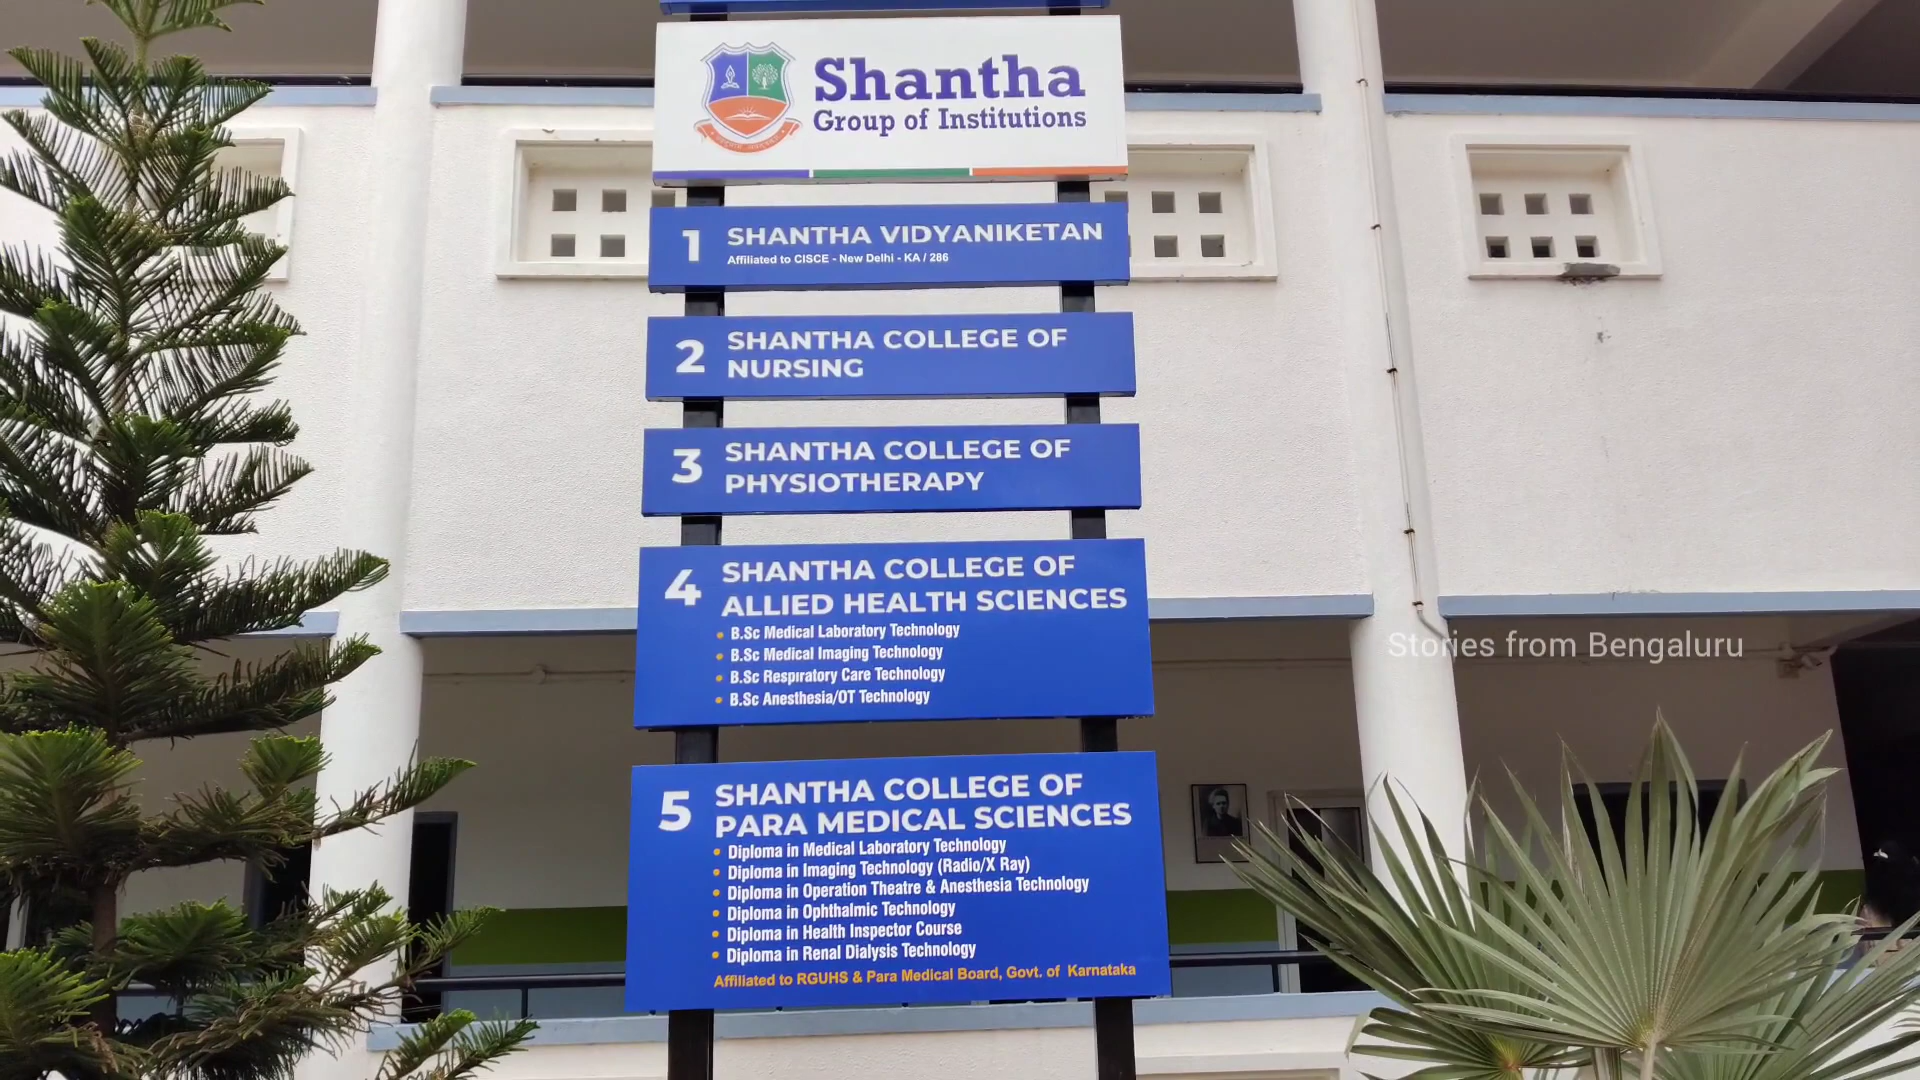 Shantha
Group of Institutions
1 SHANTHA VIDYANIKETAN
Affiliated to CISCE - New Delhi - KA / 286
2 SHANTHA COLLEGE OF
NURSING
3 SHANTHA COLLEGE OF
PHYSIOTHERAPY
4 SHANTHA COLLEGE OF
ALLIED HEALTH SCIENCES
• B.Sc Medical Laboratory Technology
• B.Sc Medical Imaging Technology
• B.Sc Respiratory Care Technology
• B.Sc Anesthesia/OT Technology
5 SHANTHA COLLEGE OF
PARA MEDICAL SCIENCES
• Diploma in Medical Laboratory Technology
• Diploma in Imaging Technology (Radio/X Ray)
• Diploma in Operation Theatre & Anesthesia Technology
• Diploma in Ophthalmic Technology
• Diploma in Health Inspector Course
• Diploma in Renal Dialysis Technology
Affiliated to RGUHS & Para Medical Board, Govt. of Karnataka
Stories from Bengaluru